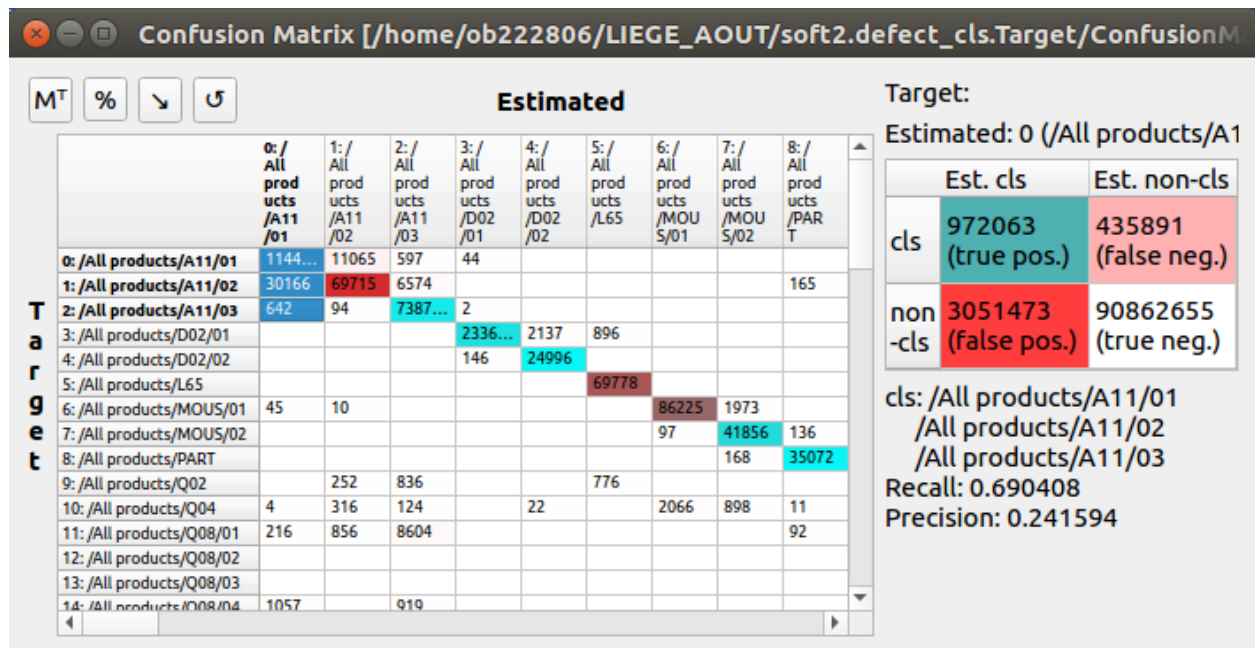 Confusion Matrix [/home/ob222806/LIEGE_AOUT/soft2.defect_cls.Target/ConfusionM
Mᵀ % ↘ ↺
Estimated
0: / All prod ucts /A11 /01
1: / All prod ucts /A11 /02
2: / All prod ucts /A11 /03
3: / All prod ucts /D02 /01
4: / All prod ucts /D02 /02
5: / All prod ucts /L65
6: / All prod ucts /MOU S/01
7: / All prod ucts /MOU S/02
8: / All prod ucts /PAR T
Target
0: /All products/A11/01 1144... 11065 597 44
1: /All products/A11/02 30166 69715 6574 165
2: /All products/A11/03 642 94 7387... 2
3: /All products/D02/01 2336... 2137 896
4: /All products/D02/02 146 24996
5: /All products/L65 69778
6: /All products/MOUS/01 45 10 86225 1973
7: /All products/MOUS/02 97 41856 136
8: /All products/PART 168 35072
9: /All products/Q02 252 836 776
10: /All products/Q04 4 316 124 22 2066 898 11
11: /All products/Q08/01 216 856 8604 92
12: /All products/Q08/02
13: /All products/Q08/03
14: /All products/Q08/04 1057 919
Target:
Estimated: 0 (/All products/A1
Est. cls Est. non-cls
cls 972063 (true pos.) 435891 (false neg.)
non -cls 3051473 (false pos.) 90862655 (true neg.)
cls: /All products/A11/01
/All products/A11/02
/All products/A11/03
Recall: 0.690408
Precision: 0.241594